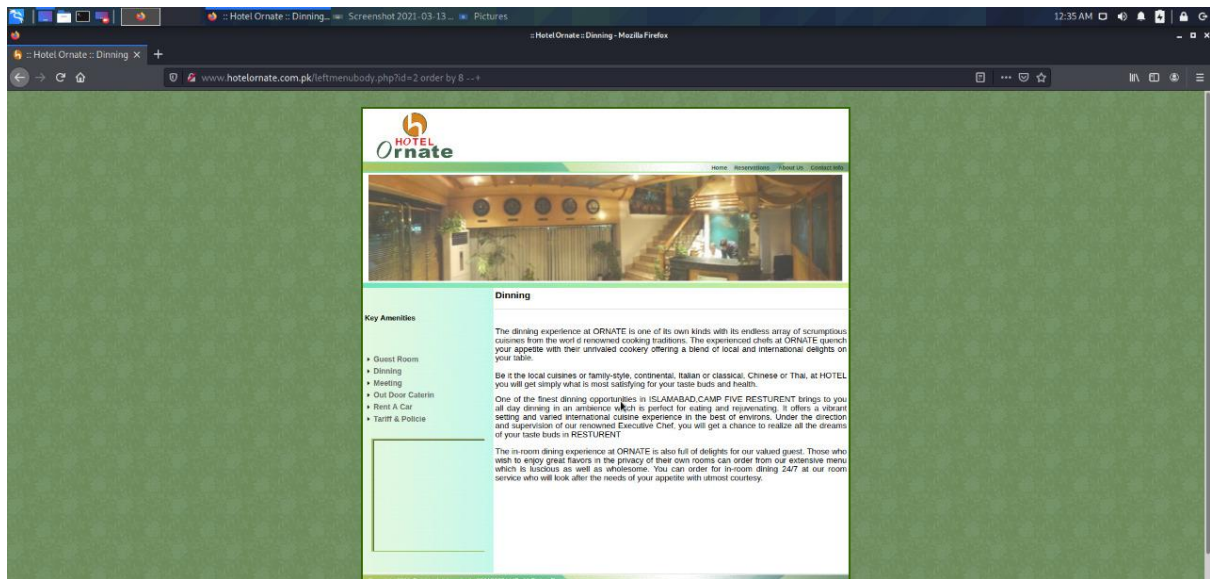 :: Hotel Ornate :: Dinning... Screenshot 2021-03-13 ... Pictures 12:35 AM
:: Hotel Ornate :: Dinning - Mozilla Firefox
:: Hotel Ornate :: Dinning
www.hotelornate.com.pk/leftmenubody.php?id=2 order by 8 --+
HOTEL
Ornate
Home Reservations About Us Contact Info
Dinning
Key Amenities
The dinning experience at ORNATE is one of its own kinds with its endless array of scrumptious
cuisines from the worl d renowned cooking traditions. The experienced chefs at ORNATE quench
your appetite with their unrivaled cookery offering a blend of local and international delights on
your table.
Guest Room
Dinning
Meeting
Out Door Caterin
Rent A Car
Tariff & Policie
Be it the local cuisines or family-style, continental, Italian or classical, Chinese or Thai, at HOTEL
you will get simply what is most satisfying for your taste buds and health.
One of the finest dinning opportunities in ISLAMABAD,CAMP FIVE RESTURENT brings to you
all day dinning in an ambience which is perfect for eating and rejuvenating. It offers a vibrant
setting and varied international cuisine experience in the best of environs. Under the direction
and supervision of our renowned Executive Chef, you will get a chance to realize all the dreams
of your taste buds in RESTURENT
The in-room dining experience at ORNATE is also full of delights for our valued guest. Those who
wish to enjoy great flavors in the privacy of their own rooms can order from our extensive menu
which is luscious as well as wholesome. You can order for in-room dining 24/7 at our room
service who will look after the needs of your appetite with utmost courtesy.